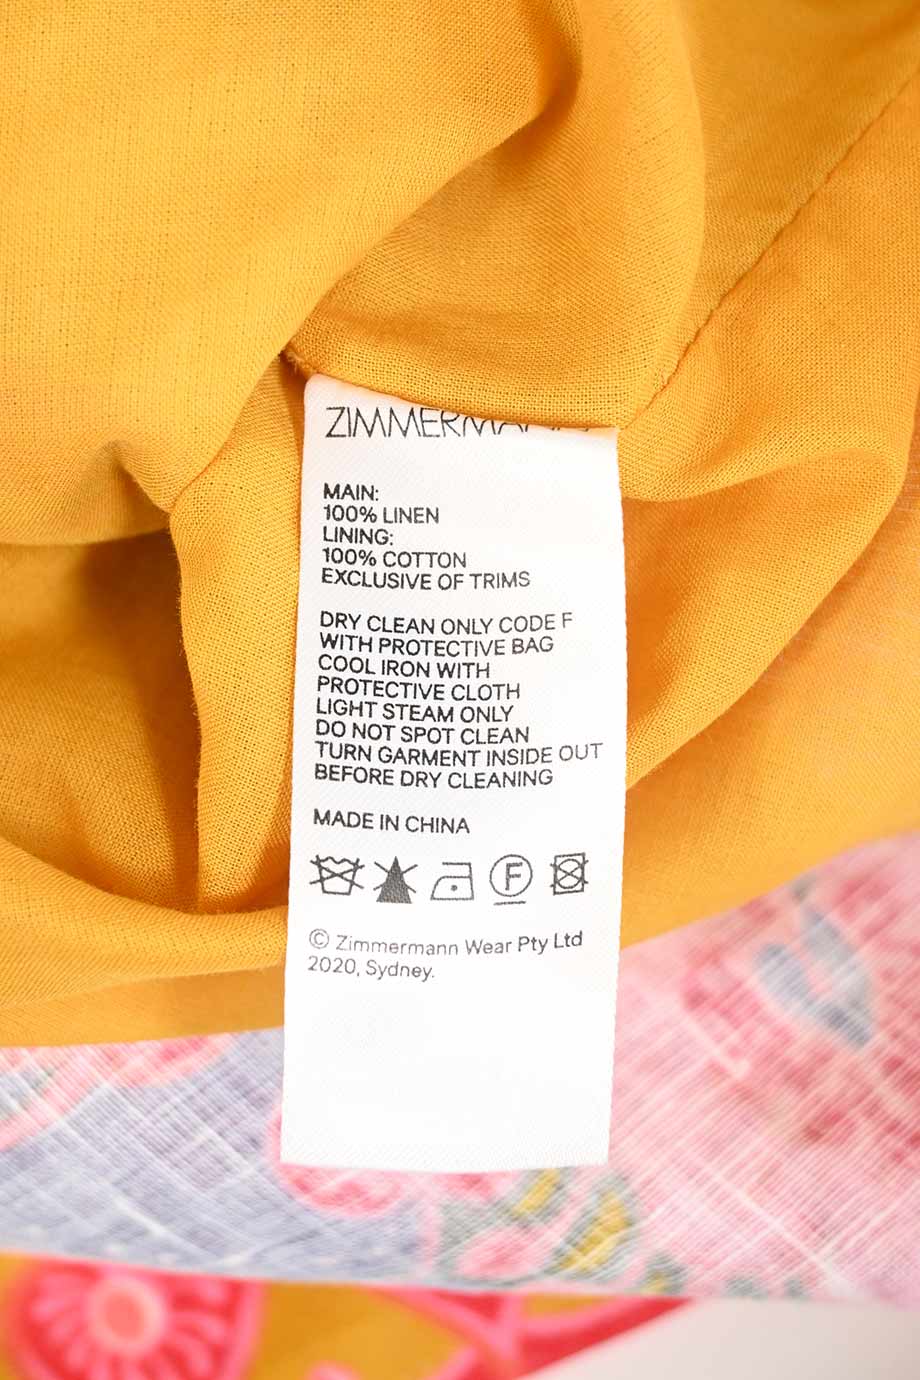 ZIMMERMANN
MAIN:
100% LINEN
LINING:
100% COTTON
EXCLUSIVE OF TRIMS
DRY CLEAN ONLY CODE F
WITH PROTECTIVE BAG
COOL IRON WITH
PROTECTIVE CLOTH
LIGHT STEAM ONLY
DO NOT SPOT CLEAN
TURN GARMENT INSIDE OUT
BEFORE DRY CLEANING
MADE IN CHINA
F
© Zimmermann Wear Pty Ltd
2020, Sydney.